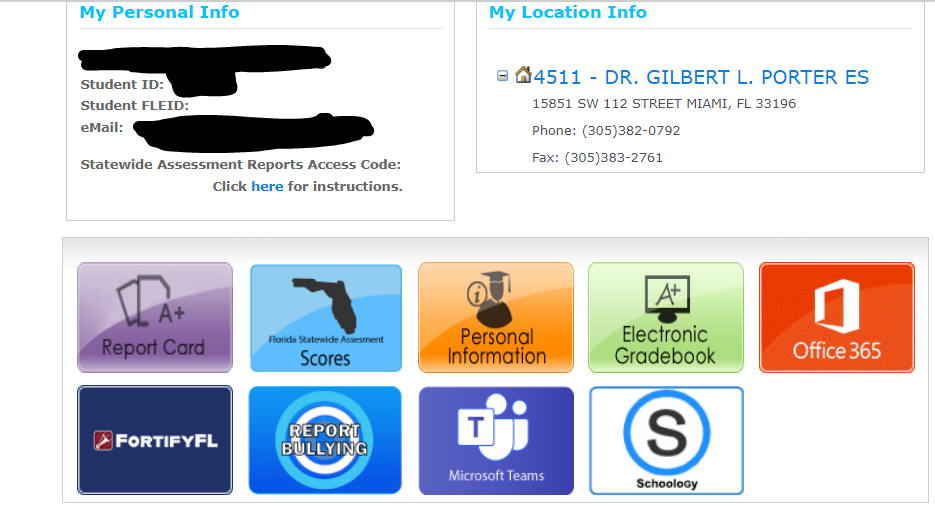 My Personal Info
Student ID:
Student FLEID:
eMail:
Statewide Assessment Reports Access Code:
Click here for instructions.
My Location Info
4511 - DR. GILBERT L. PORTER ES
15851 SW 112 STREET MIAMI, FL 33196
Phone: (305)382-0792
Fax: (305)383-2761
A+
Report Card
Florida Statewide Assesment
Scores
i
Personal
Information
A+
Electronic
Gradebook
Office 365
FORTIFYFL
REPORT
BULLYING
T
Microsoft Teams
S
Schoology